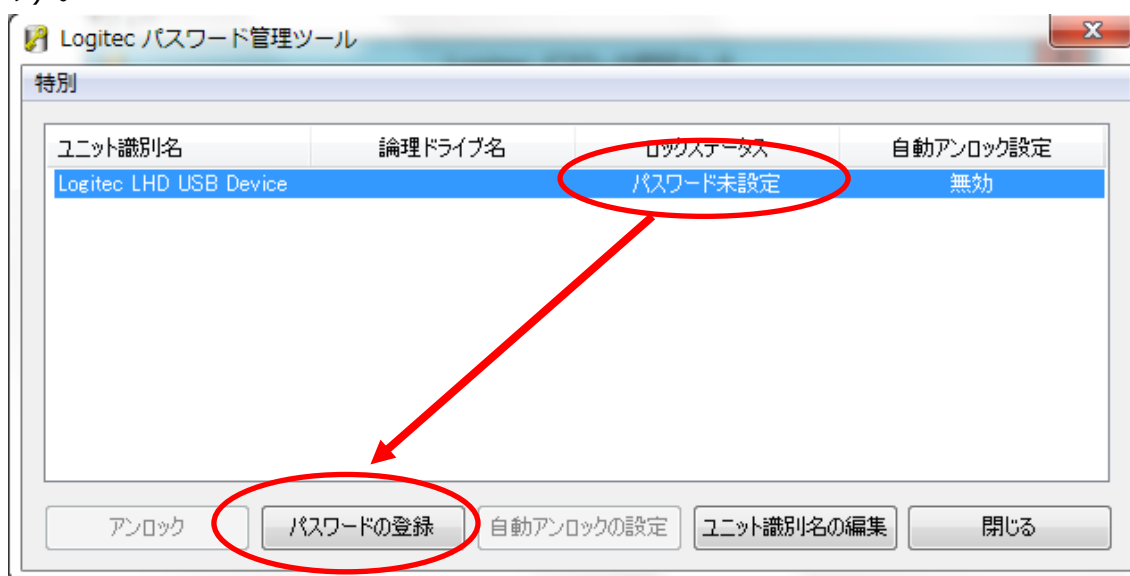 Logitec パスワード管理ツール
特別
ユニット識別名 論理ドライブ名 ロックステータス 自動アンロック設定
Logitec LHD USB Device パスワード未設定 無効
アンロック パスワードの登録 自動アンロックの設定 ユニット識別名の編集 閉じる